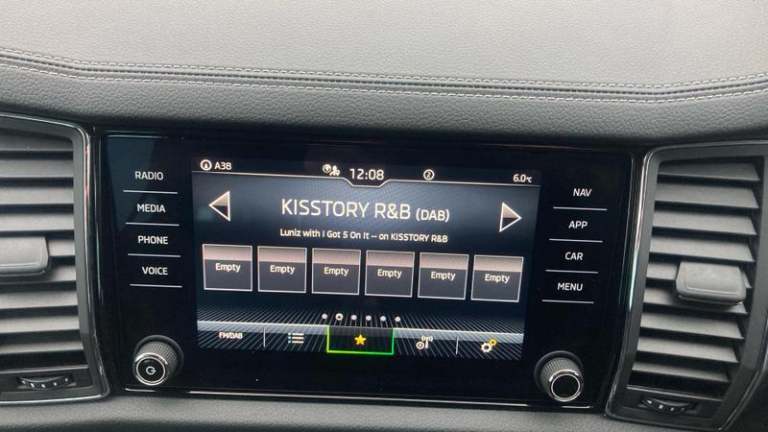 A38
12:08
6.0°C
RADIO
MEDIA
PHONE
VOICE
KISSTORY R&B (DAB)
Luniz with I Got 5 On It – on KISSTORY R&B
Empty Empty Empty Empty Empty Empty
FM/DAB
NAV
APP
CAR
MENU